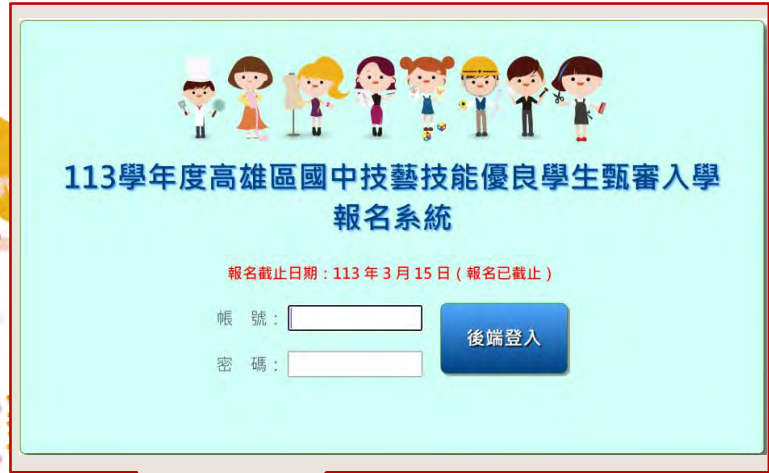 113學年度高雄區國中技藝技能優良學生甄審入學
報名系統
報名截止日期：113 年 3 月 15 日 ( 報名已截止 )
帳　號：
後端登入
密　碼：